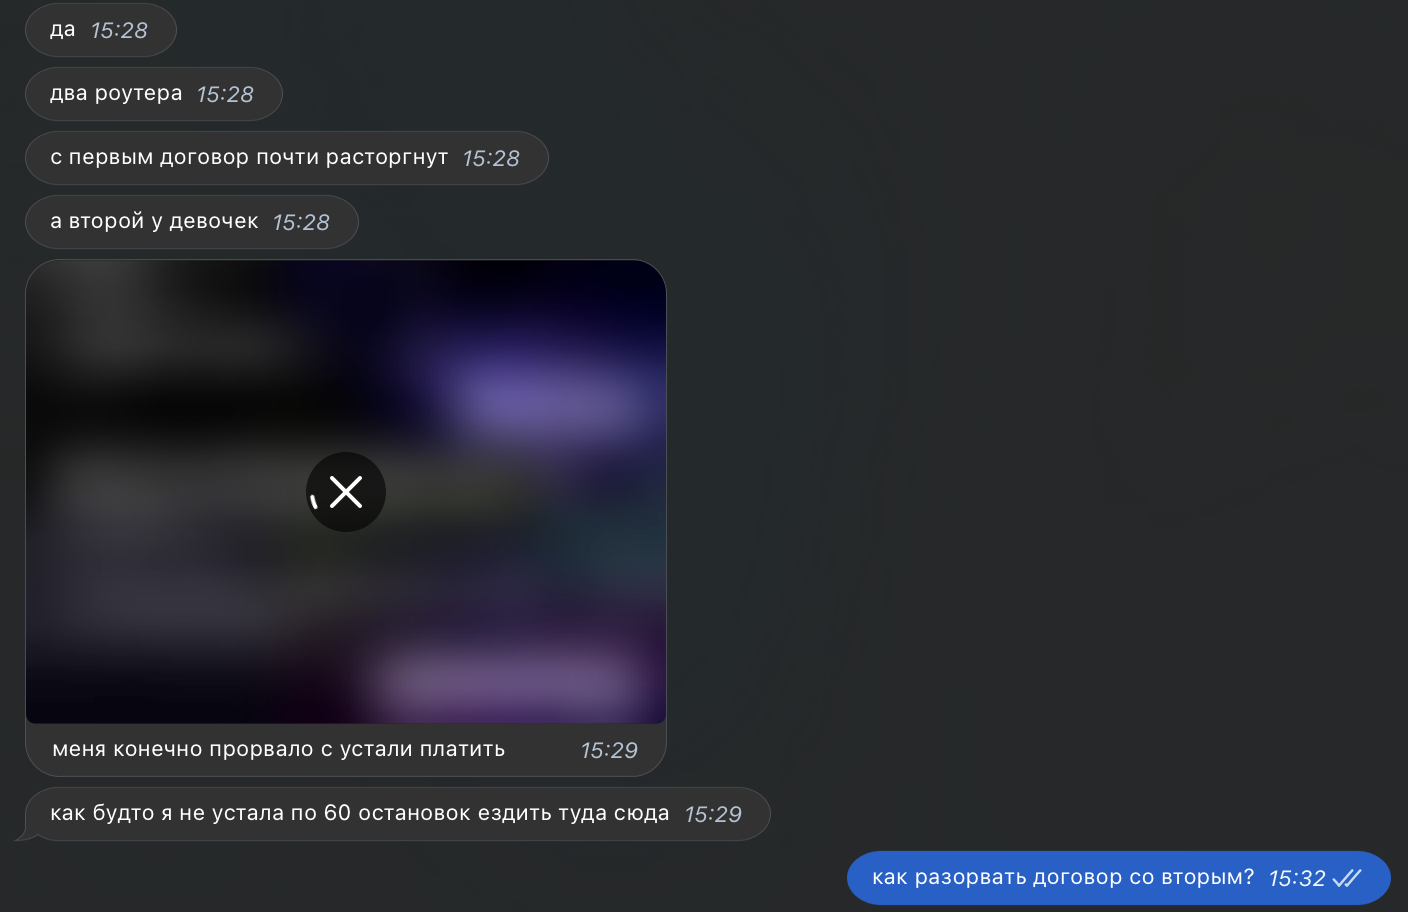 да 15:28
два роутера 15:28
с первым договор почти расторгнут 15:28
а второй у девочек 15:28
меня конечно прорвало с устали платить 15:29
как будто я не устала по 60 остановок ездить туда сюда 15:29
как разорвать договор со вторым? 15:32